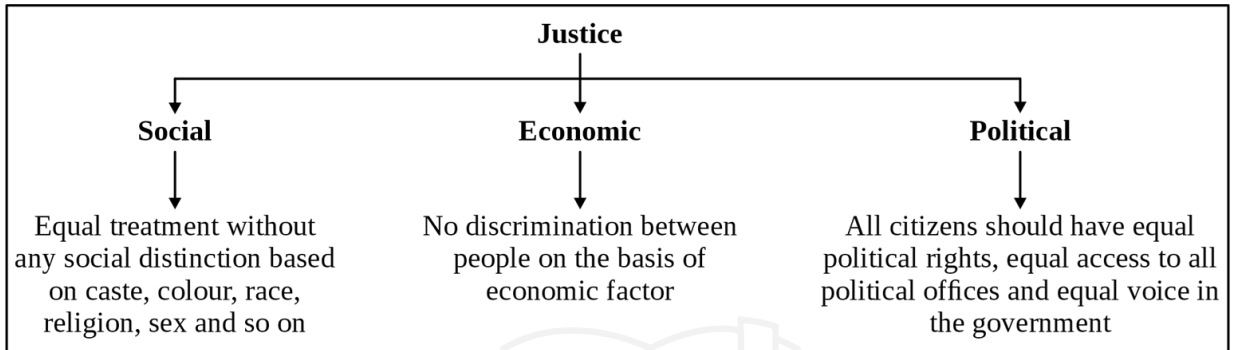 Justice
Social
Economic
Political
Equal treatment without
any social distinction based
on caste, colour, race,
religion, sex and so on
No discrimination between
people on the basis of
economic factor
All citizens should have equal
political rights, equal access to all
political offices and equal voice in
the government